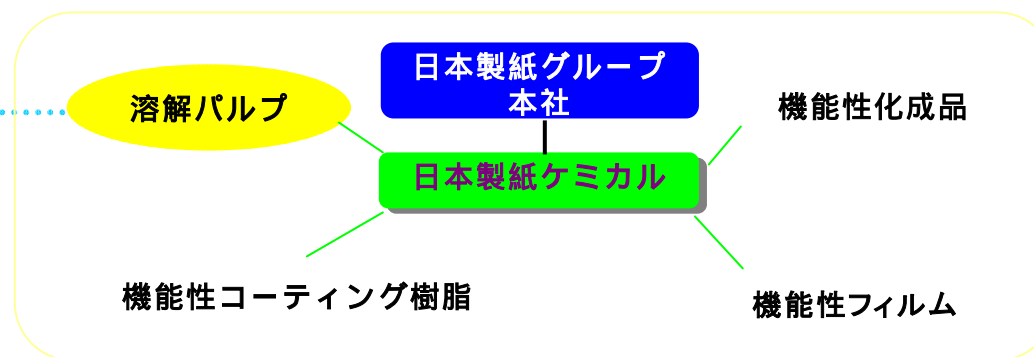 日本製紙グループ
本社
溶解パルプ
機能性化成品
日本製紙ケミカル
機能性コーティング樹脂
機能性フィルム